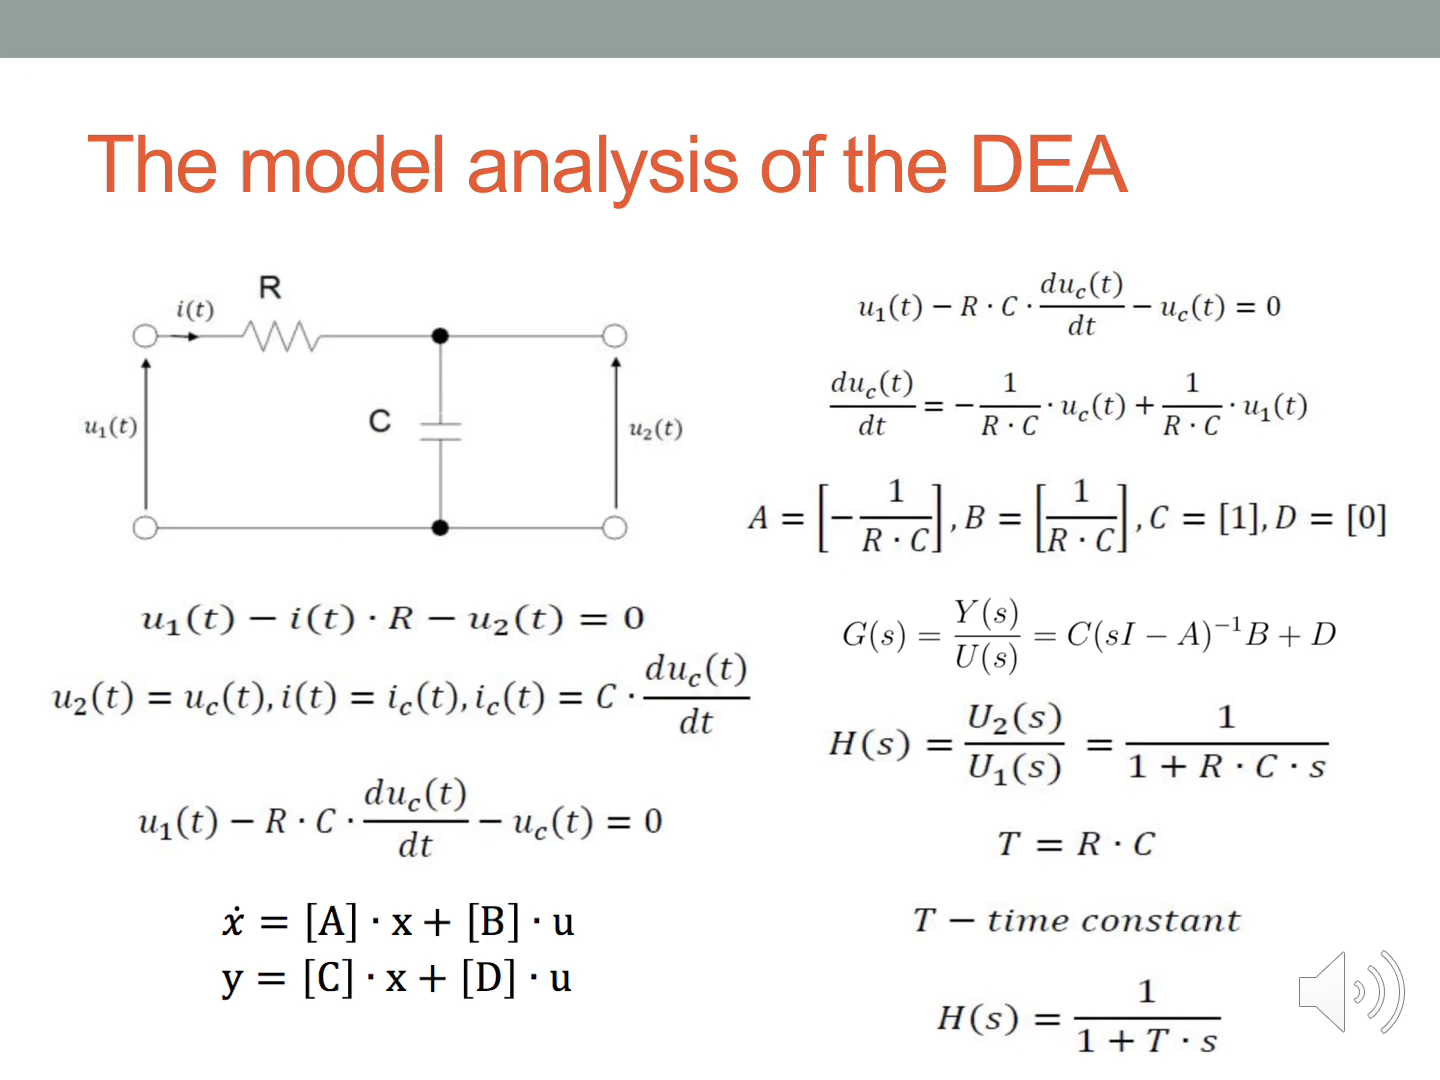 The model analysis of the DEA
R
i(t)
u₁(t)
C
u₂(t)
u₁(t) − i(t) · R − u₂(t) = 0
u₂(t) = u_c(t), i(t) = i_c(t), i_c(t) = C · du_c(t)/dt
u₁(t) − R · C · du_c(t)/dt − u_c(t) = 0
ẋ = [A] · x + [B] · u
y = [C] · x + [D] · u
u₁(t) − R · C · du_c(t)/dt − u_c(t) = 0
du_c(t)/dt = − 1/(R · C) · u_c(t) + 1/(R · C) · u₁(t)
A = [− 1/(R · C)], B = [1/(R · C)], C = [1], D = [0]
G(s) = Y(s)/U(s) = C(sI − A)⁻¹B + D
H(s) = U₂(s)/U₁(s) = 1/(1 + R · C · s)
T = R · C
T − time constant
H(s) = 1/(1 + T · s)